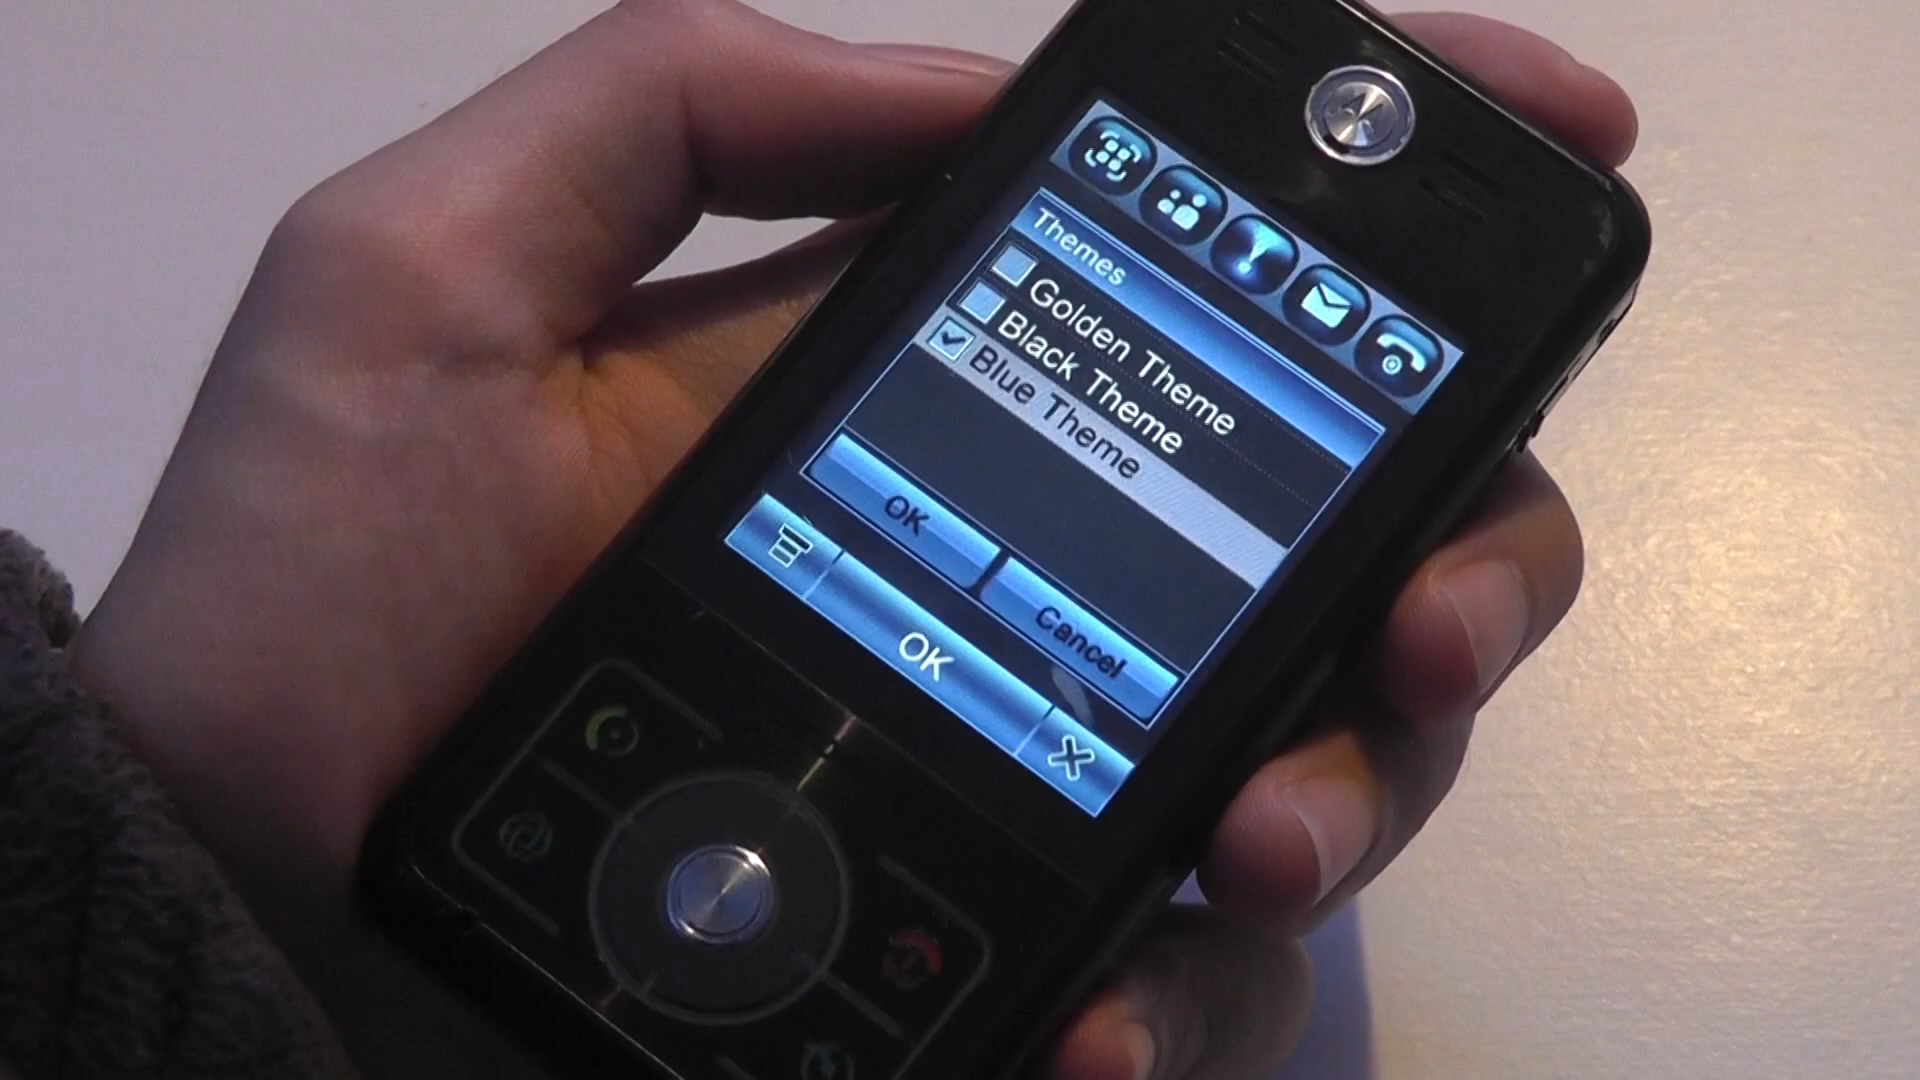 Themes
Golden Theme
Black Theme
Blue Theme
OK
Cancel
OK